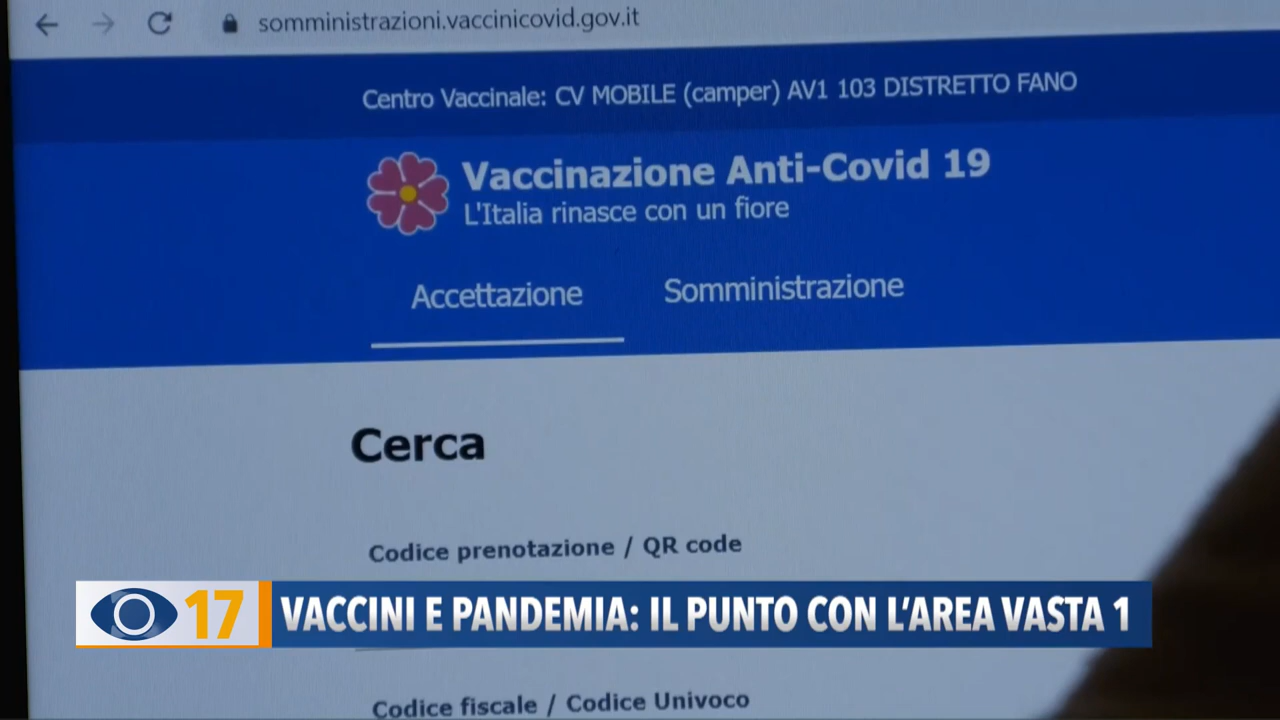 somministrazioni.vaccinicovid.gov.it
Centro Vaccinale: CV MOBILE (camper) AV1 103 DISTRETTO FANO
Vaccinazione Anti-Covid 19
L'Italia rinasce con un fiore
Accettazione
Somministrazione
Cerca
Codice prenotazione / QR code
17
VACCINI E PANDEMIA: IL PUNTO CON L'AREA VASTA 1
Codice fiscale / Codice Univoco